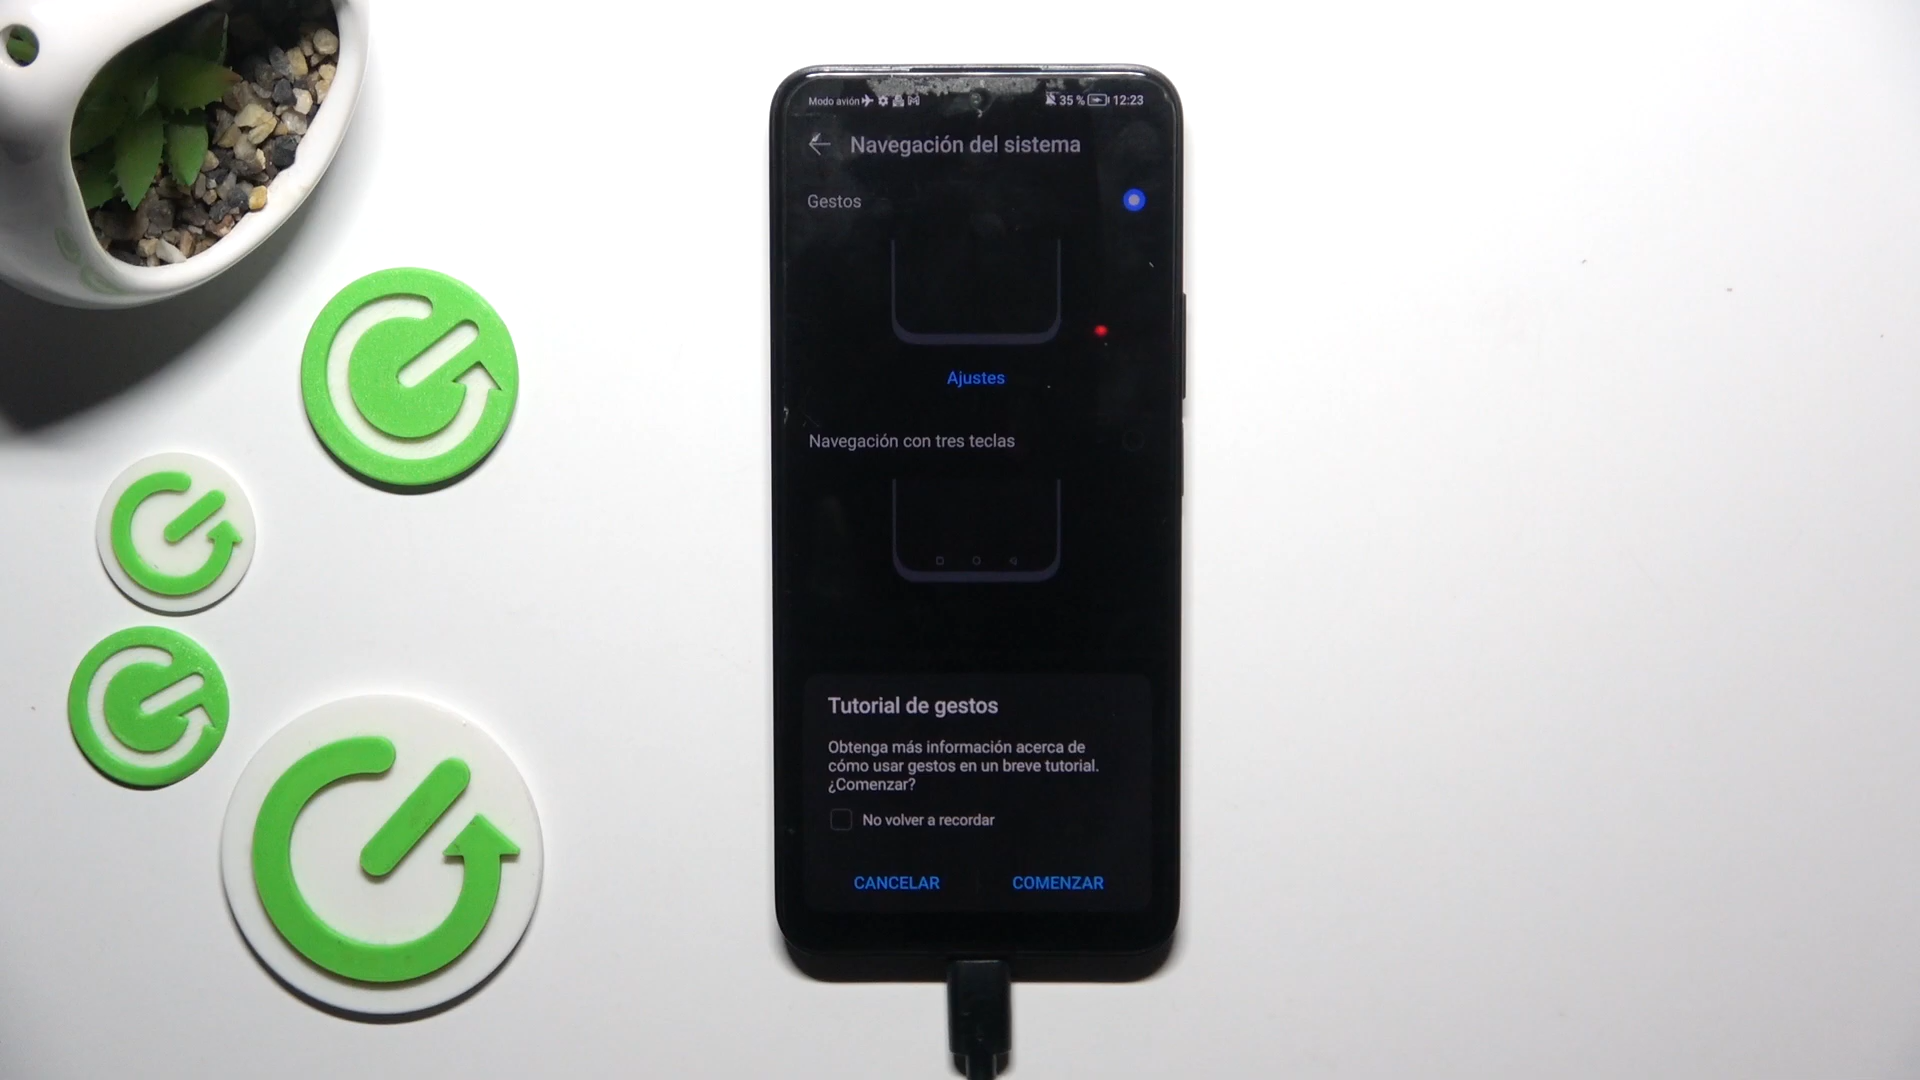 Modo avión 35 % 12:23
Navegación del sistema
Gestos
Ajustes
Navegación con tres teclas
Tutorial de gestos
Obtenga más información acerca de
cómo usar gestos en un breve tutorial.
¿Comenzar?
No volver a recordar
CANCELAR COMENZAR